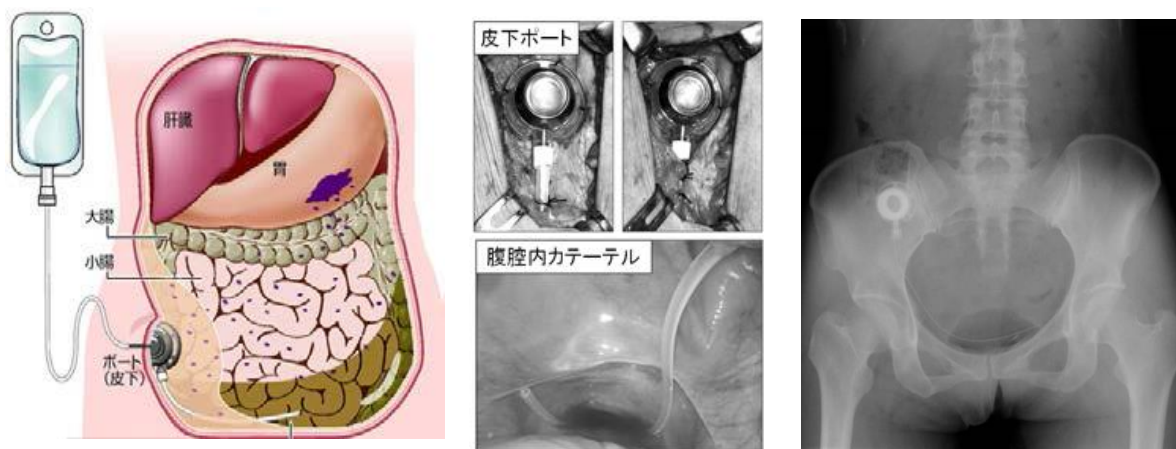 肝臓
胃
大腸
小腸
ポート
(皮下)
皮下ポート
腹腔内カテーテル